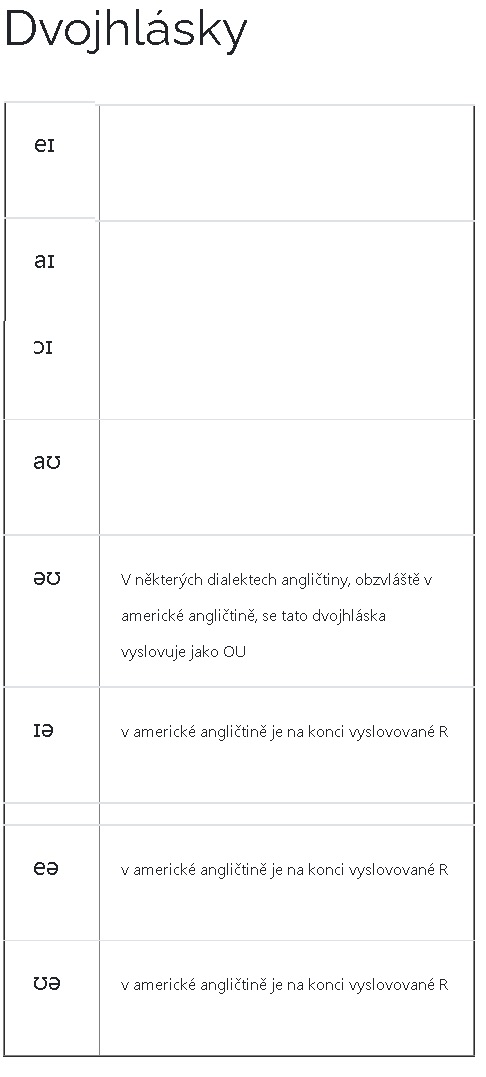 Dvojhlásky
eɪ
aɪ
ɔɪ
aʊ
əʊ
V některých dialektech angličtiny, obzvláště v
americké angličtině, se tato dvojhláska
vyslovuje jako OU
ɪə
v americké angličtině je na konci vyslovované R
eə
v americké angličtině je na konci vyslovované R
ʊə
v americké angličtině je na konci vyslovované R